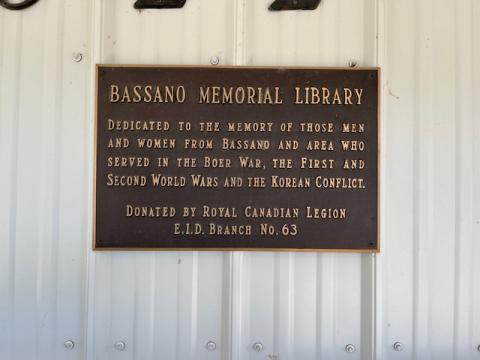 BASSANO MEMORIAL LIBRARY
DEDICATED TO THE MEMORY OF THOSE MEN
AND WOMEN FROM BASSANO AND AREA WHO
SERVED IN THE BOER WAR, THE FIRST AND
SECOND WORLD WARS AND THE KOREAN CONFLICT.
DONATED BY ROYAL CANADIAN LEGION
E.I.D. BRANCH NO. 63